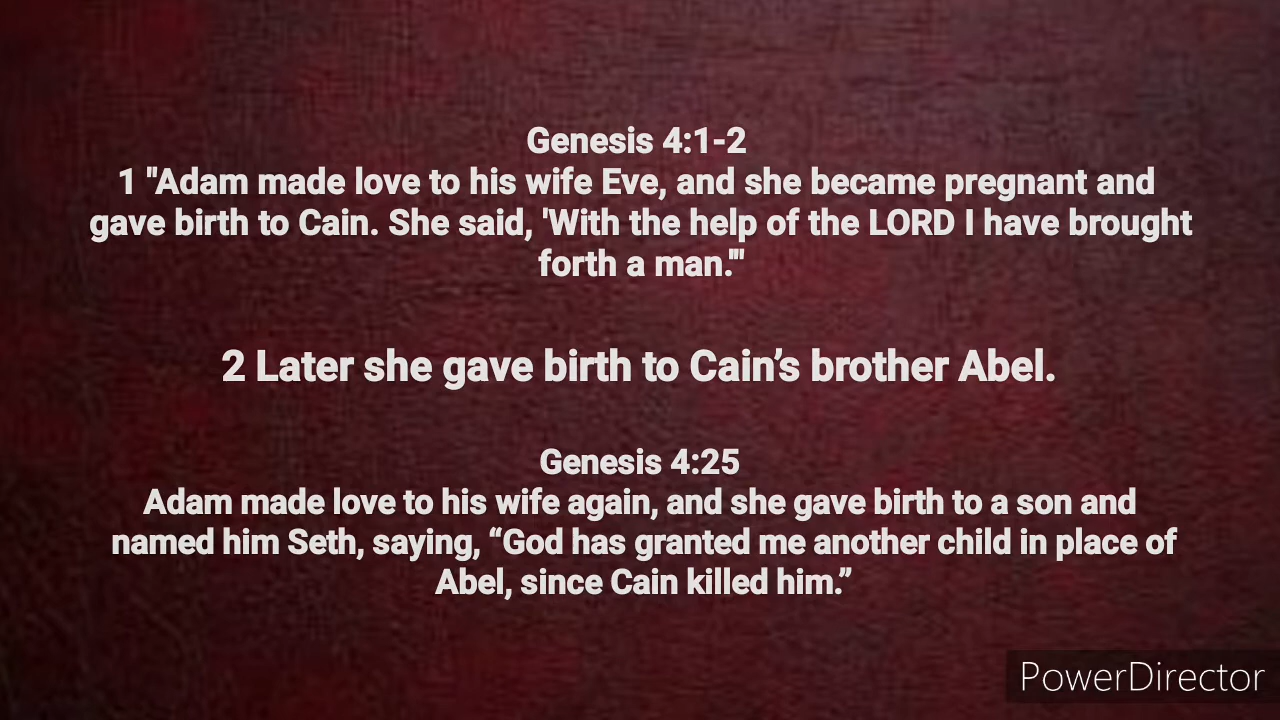 Genesis 4:1-2
1 "Adam made love to his wife Eve, and she became pregnant and
gave birth to Cain. She said, 'With the help of the LORD I have brought
forth a man.'"
2 Later she gave birth to Cain’s brother Abel.
Genesis 4:25
Adam made love to his wife again, and she gave birth to a son and
named him Seth, saying, “God has granted me another child in place of
Abel, since Cain killed him.”
PowerDirector